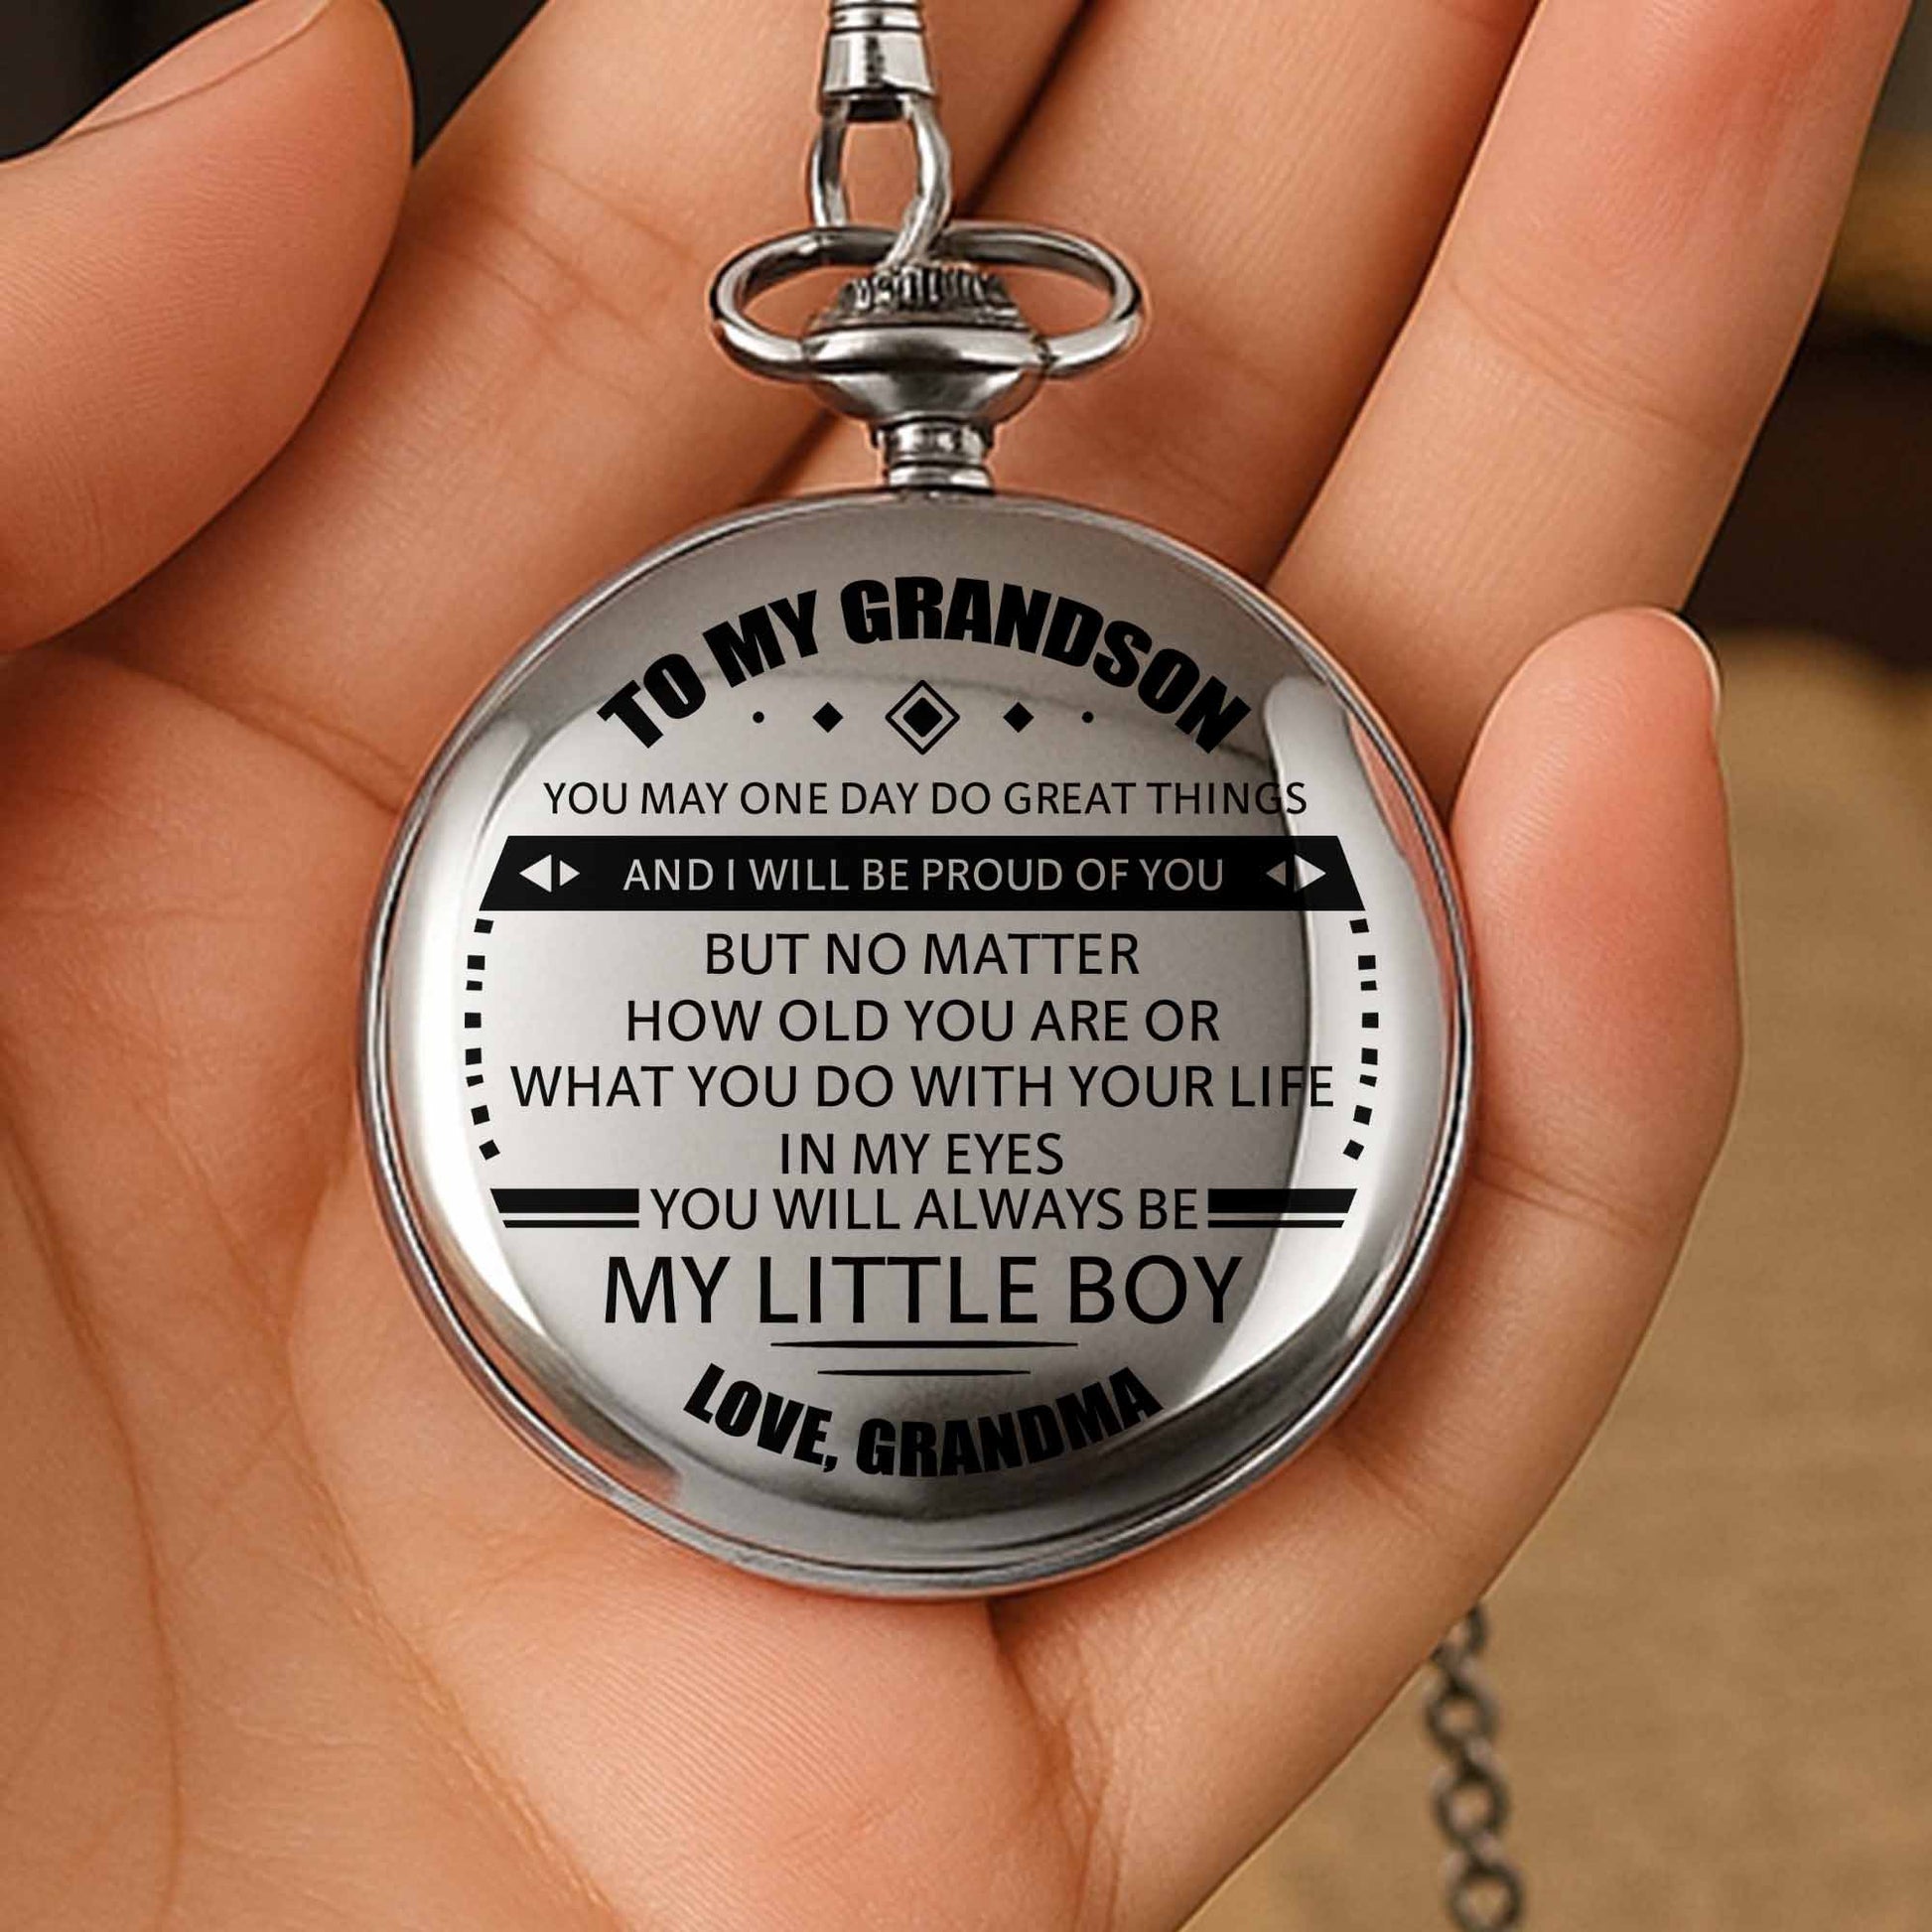 TO MY GRANDSON
YOU MAY ONE DAY DO GREAT THINGS
AND I WILL BE PROUD OF YOU
BUT NO MATTER
HOW OLD YOU ARE OR
WHAT YOU DO WITH YOUR LIFE
IN MY EYES
YOU WILL ALWAYS BE
MY LITTLE BOY
LOVE, GRANDMA